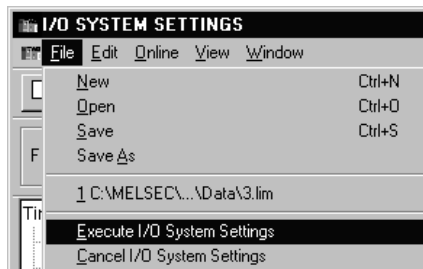 I/O SYSTEM SETTINGS
File Edit Online View Window
New Ctrl+N
Open Ctrl+O
Save Ctrl+S
Save As
F
1 C:\MELSEC\...\Data\3.lim
Tir
Execute I/O System Settings
Cancel I/O System Settings